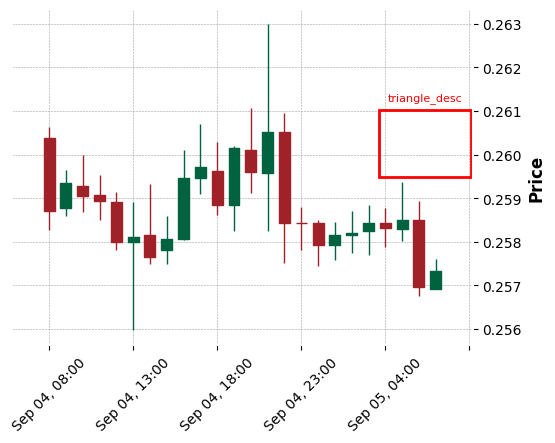 0.263
0.262
triangle_desc
0.261
0.260
0.259
0.258
0.257
0.256
Price
Sep 04, 08:00
Sep 04, 13:00
Sep 04, 18:00
Sep 04, 23:00
Sep 05, 04:00